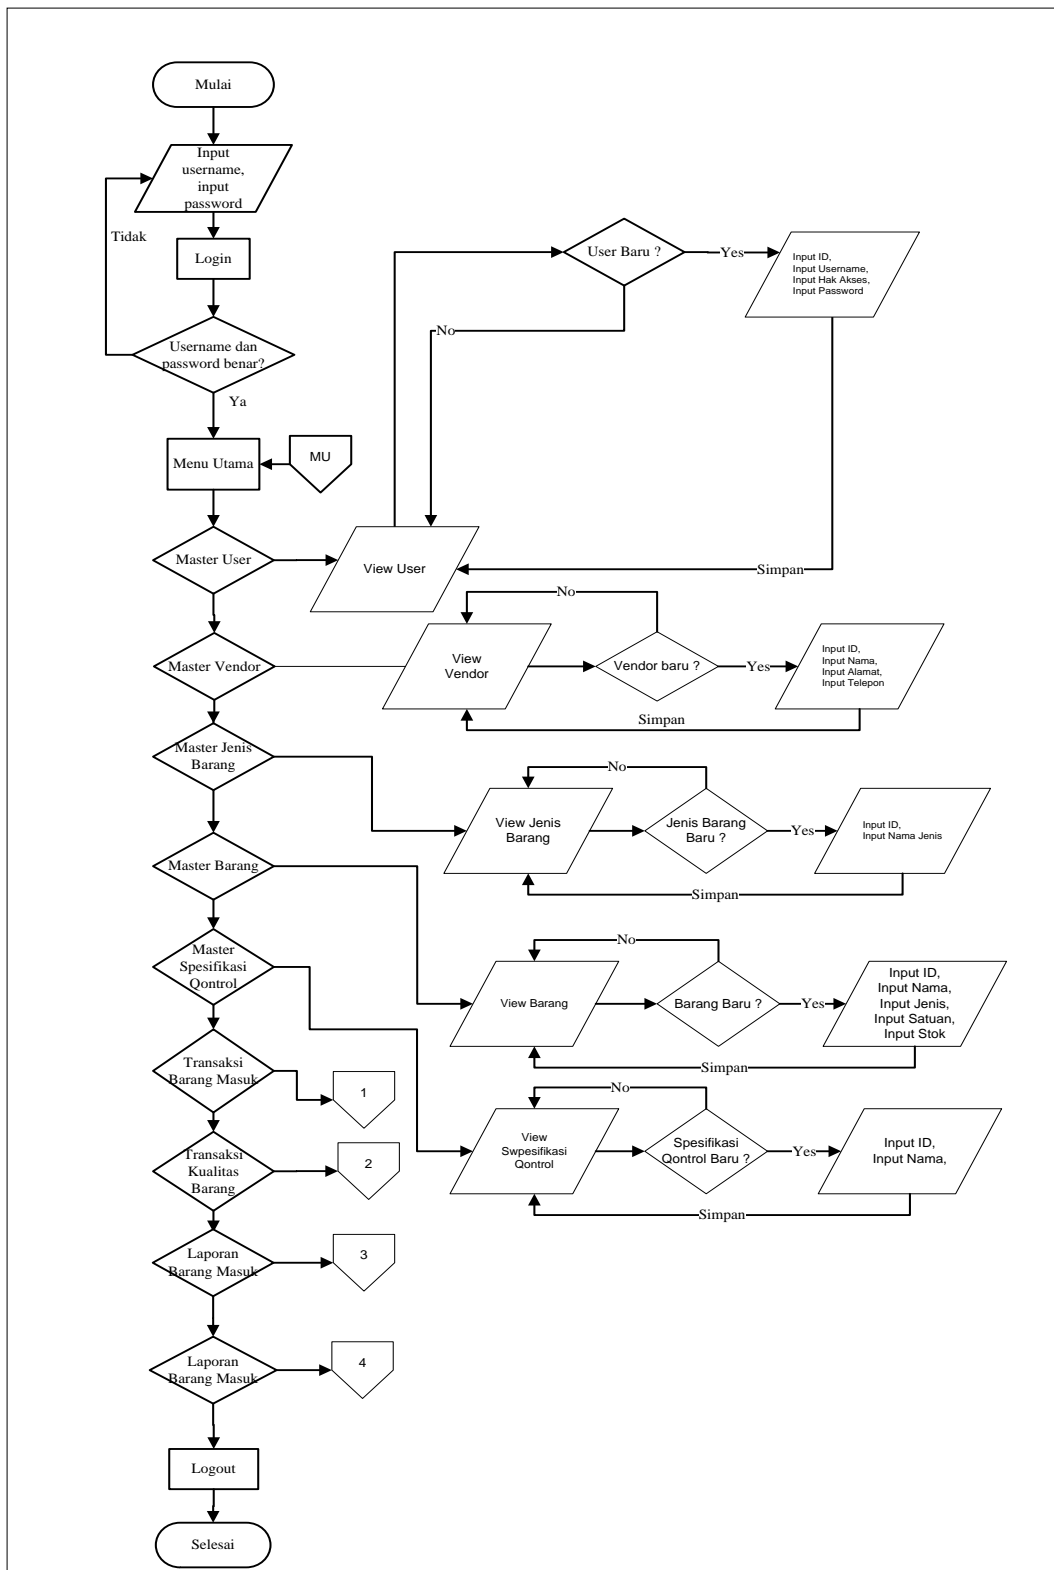 Mulai
Input
username,
input
password
Tidak
Login
User Baru ?
Yes
Input ID,
Input Username,
Input Hak Akses,
Input Password
No
Username dan
password benar?
Ya
Menu Utama
MU
Master User
View User
Simpan
No
Master Vendor
View
Vendor
Vendor baru ?
Yes
Input ID,
Input Nama,
Input Alamat,
Input Telepon
Simpan
Master Jenis
Barang
No
View Jenis
Barang
Jenis Barang
Baru ?
Yes
Input ID,
Input Nama Jenis
Simpan
Master Barang
No
View Barang
Barang Baru ?
Yes
Input ID,
Input Nama,
Input Jenis,
Input Satuan,
Input Stok
Simpan
Master
Spesifikasi
Qontrol
No
View
Swpesifikasi
Qontrol
Spesifikasi
Qontrol Baru ?
Yes
Input ID,
Input Nama,
Simpan
Transaksi
Barang Masuk
1
Transaksi
Kualitas
Barang
2
Laporan
Barang Masuk
3
Laporan
Barang Masuk
4
Logout
Selesai